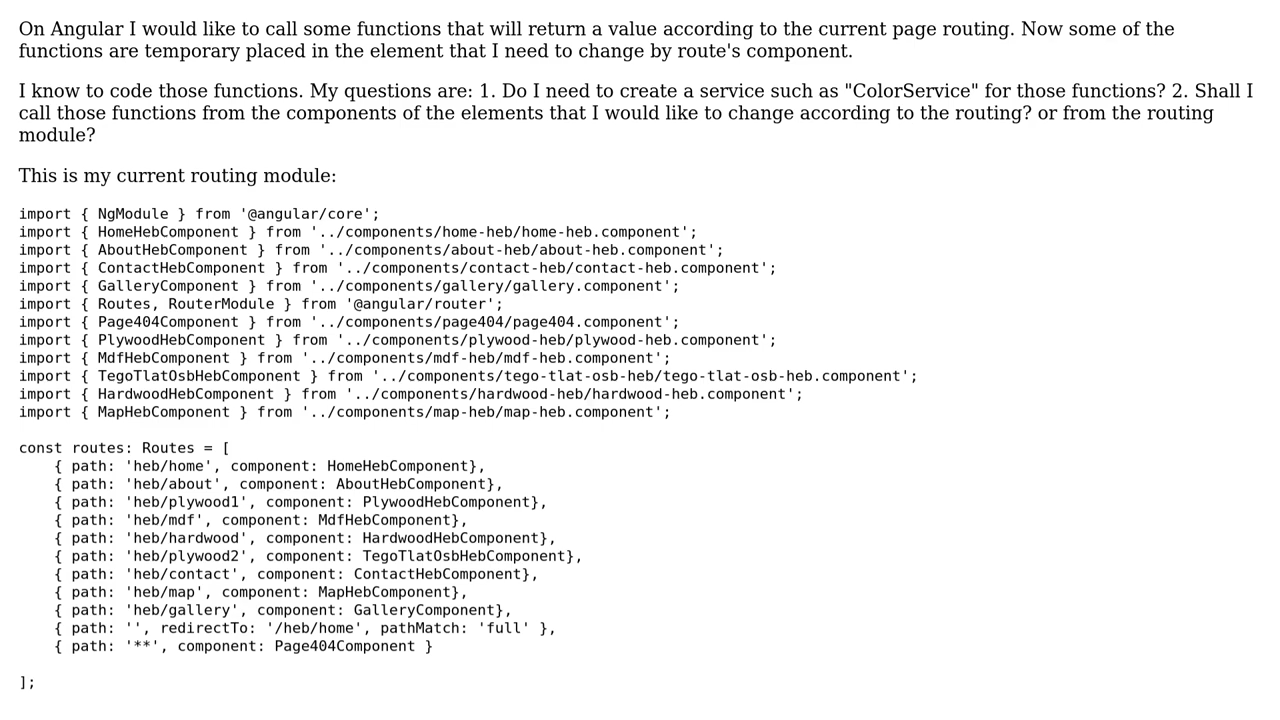 On Angular I would like to call some functions that will return a value according to the current page routing. Now some of the
functions are temporary placed in the element that I need to change by route's component.
I know to code those functions. My questions are: 1. Do I need to create a service such as "ColorService" for those functions? 2. Shall I
call those functions from the components of the elements that I would like to change according to the routing? or from the routing
module?
This is my current routing module:
import { NgModule } from '@angular/core';
import { HomeHebComponent } from '../components/home-heb/home-heb.component';
import { AboutHebComponent } from '../components/about-heb/about-heb.component';
import { ContactHebComponent } from '../components/contact-heb/contact-heb.component';
import { GalleryComponent } from '../components/gallery/gallery.component';
import { Routes, RouterModule } from '@angular/router';
import { Page404Component } from '../components/page404/page404.component';
import { PlywoodHebComponent } from '../components/plywood-heb/plywood-heb.component';
import { MdfHebComponent } from '../components/mdf-heb/mdf-heb.component';
import { TegoTlatOsbHebComponent } from '../components/tego-tlat-osb-heb/tego-tlat-osb-heb.component';
import { HardwoodHebComponent } from '../components/hardwood-heb/hardwood-heb.component';
import { MapHebComponent } from '../components/map-heb/map-heb.component';
const routes: Routes = [
    { path: 'heb/home', component: HomeHebComponent},
    { path: 'heb/about', component: AboutHebComponent},
    { path: 'heb/plywood1', component: PlywoodHebComponent},
    { path: 'heb/mdf', component: MdfHebComponent},
    { path: 'heb/hardwood', component: HardwoodHebComponent},
    { path: 'heb/plywood2', component: TegoTlatOsbHebComponent},
    { path: 'heb/contact', component: ContactHebComponent},
    { path: 'heb/map', component: MapHebComponent},
    { path: 'heb/gallery', component: GalleryComponent},
    { path: '', redirectTo: '/heb/home', pathMatch: 'full' },
    { path: '**', component: Page404Component }
];